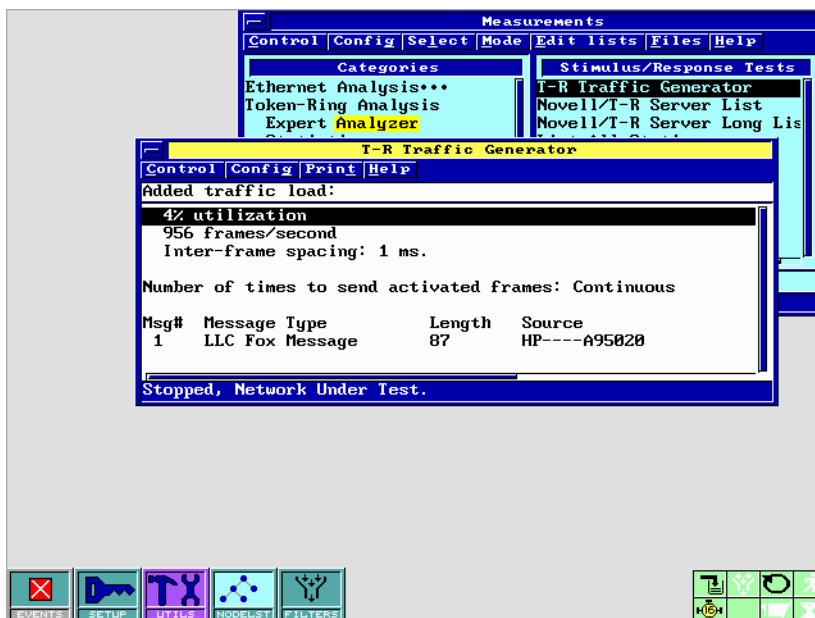 Measurements
Control Config Select Mode Edit lists Files Help
Categories
Stimulus/Response Tests
Ethernet Analysis•••
T-R Traffic Generator
Token-Ring Analysis
Novell/T-R Server List
Expert Analyzer
Novell/T-R Server Long Lis
T-R Traffic Generator
Control Config Print Help
Added traffic load:
4% utilization
956 frames/second
Inter-frame spacing: 1 ms.
Number of times to send activated frames: Continuous
Msg# Message Type Length Source
1 LLC Fox Message 87 HP----A95020
Stopped, Network Under Test.
EVENTS SETUP UTILS NODELST FILTERS
16